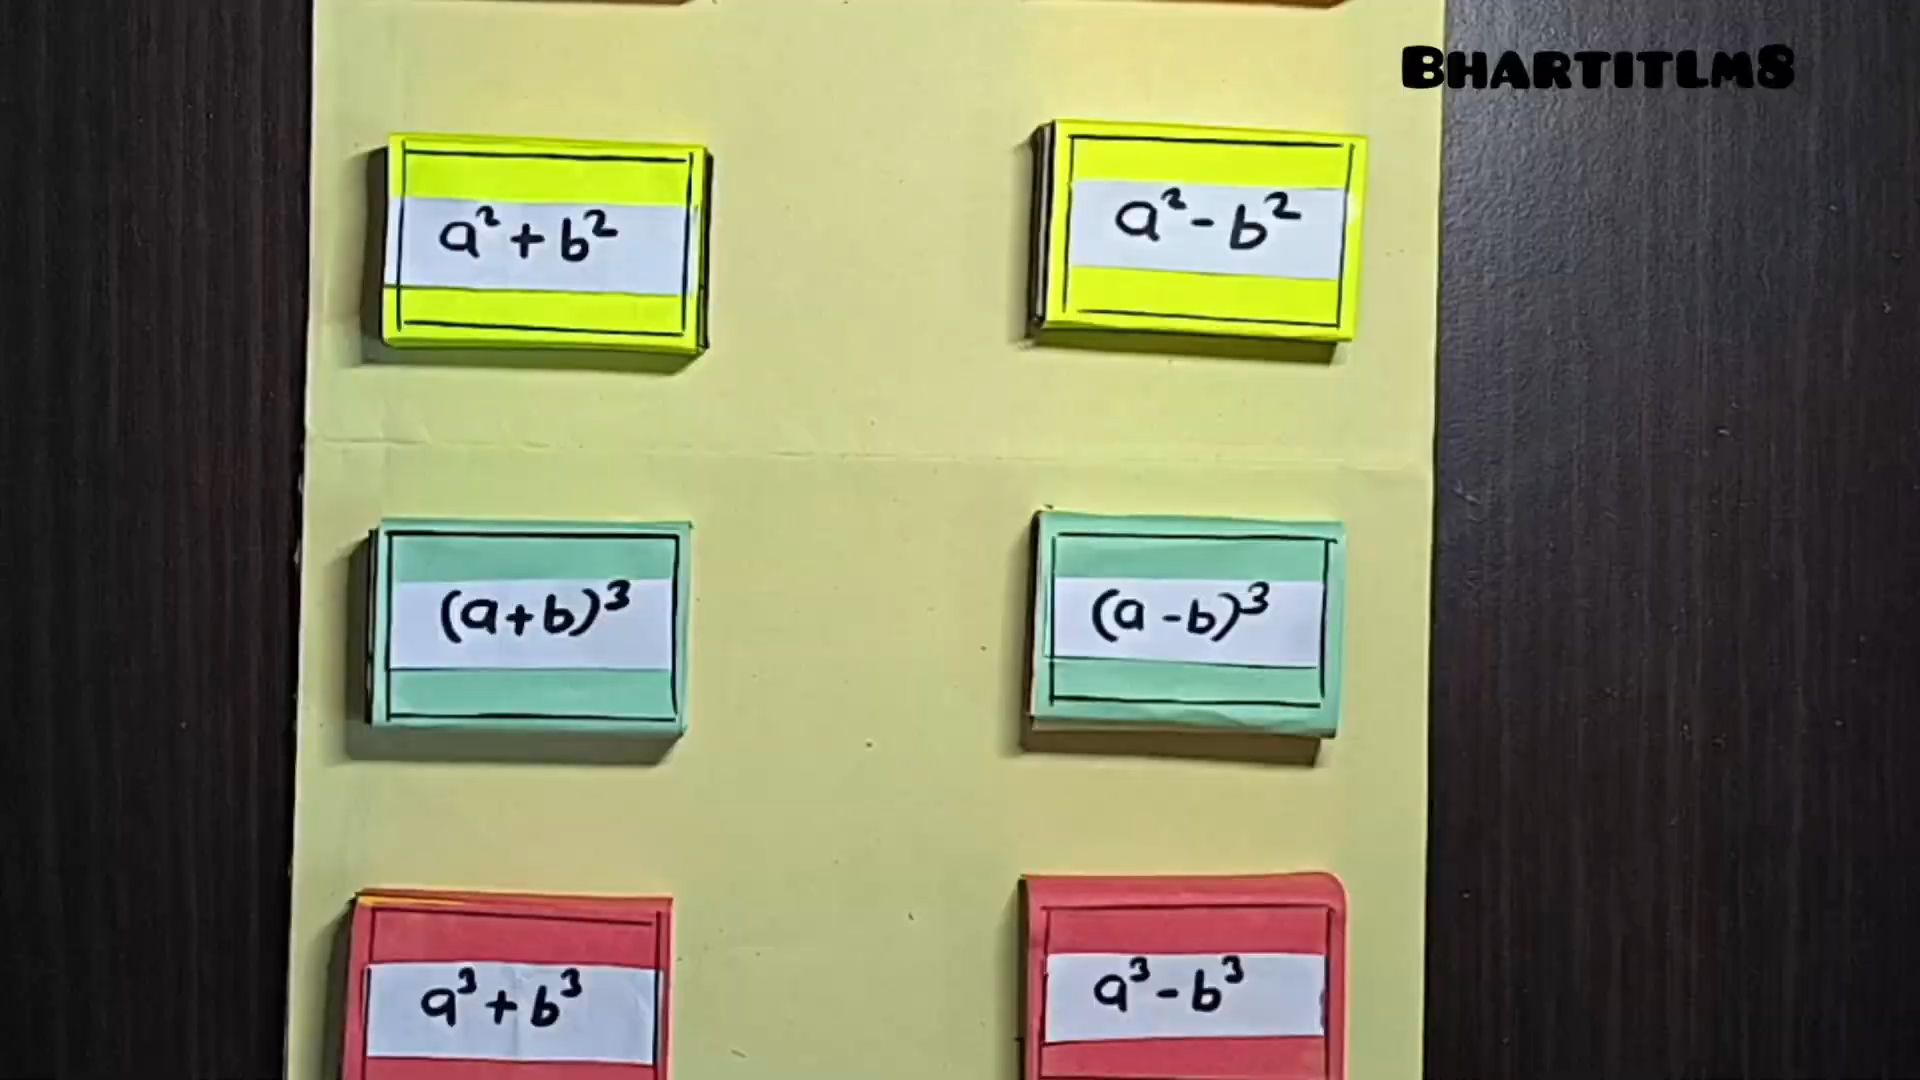 BHARTITLM8
a² + b²
a² - b²
(a+b)³
(a-b)³
a³ + b³
a³ - b³